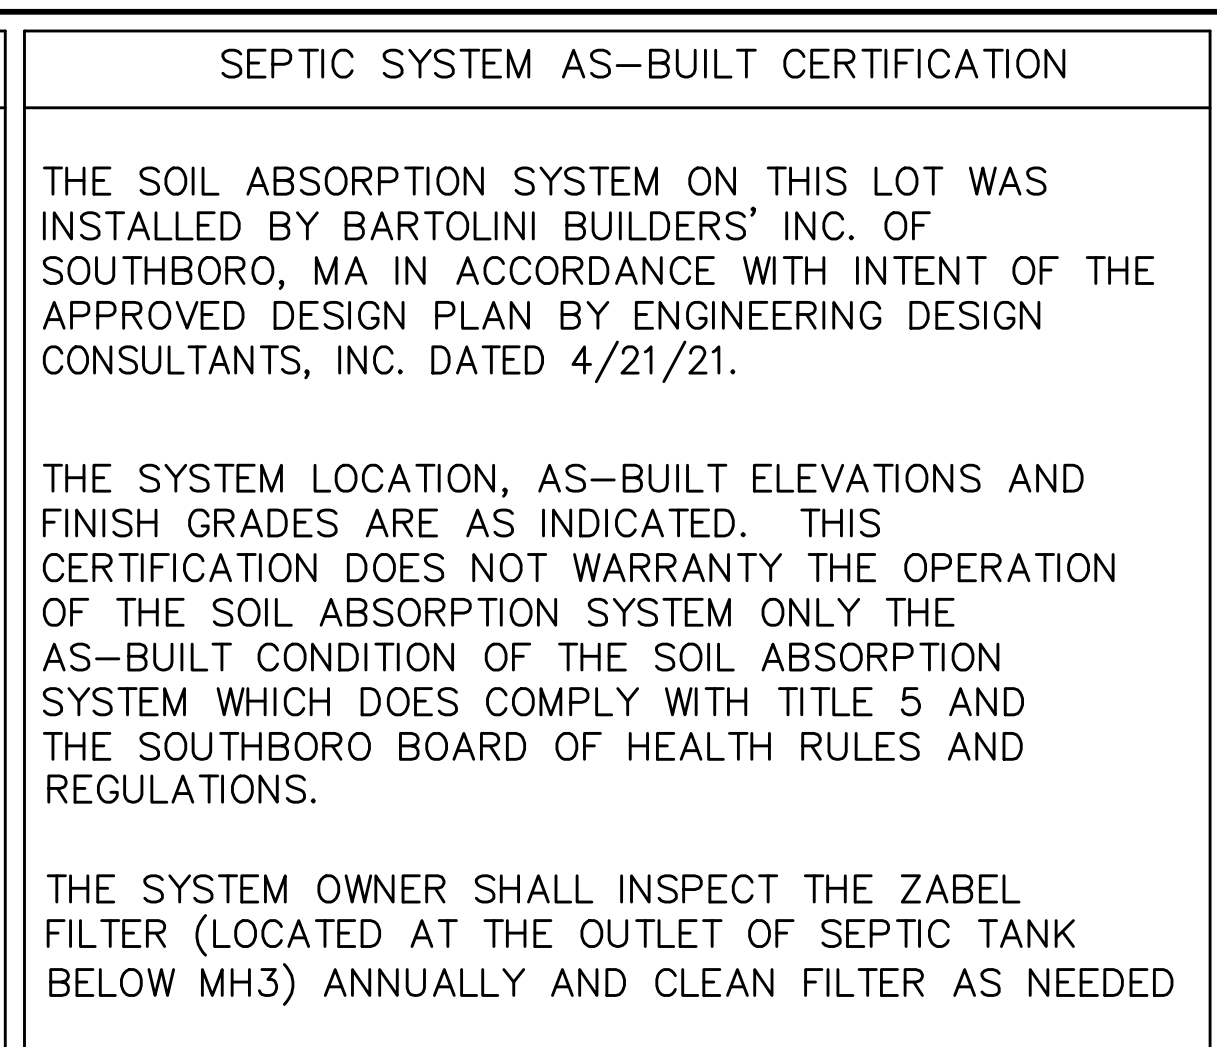 SEPTIC SYSTEM AS-BUILT CERTIFICATION
THE SOIL ABSORPTION SYSTEM ON THIS LOT WAS
INSTALLED BY BARTOLINI BUILDERS' INC. OF
SOUTHBORO, MA IN ACCORDANCE WITH INTENT OF THE
APPROVED DESIGN PLAN BY ENGINEERING DESIGN
CONSULTANTS, INC. DATED 4/21/21.
THE SYSTEM LOCATION, AS-BUILT ELEVATIONS AND
FINISH GRADES ARE AS INDICATED. THIS
CERTIFICATION DOES NOT WARRANTY THE OPERATION
OF THE SOIL ABSORPTION SYSTEM ONLY THE
AS-BUILT CONDITION OF THE SOIL ABSORPTION
SYSTEM WHICH DOES COMPLY WITH TITLE 5 AND
THE SOUTHBORO BOARD OF HEALTH RULES AND
REGULATIONS.
THE SYSTEM OWNER SHALL INSPECT THE ZABEL
FILTER (LOCATED AT THE OUTLET OF SEPTIC TANK
BELOW MH3) ANNUALLY AND CLEAN FILTER AS NEEDED